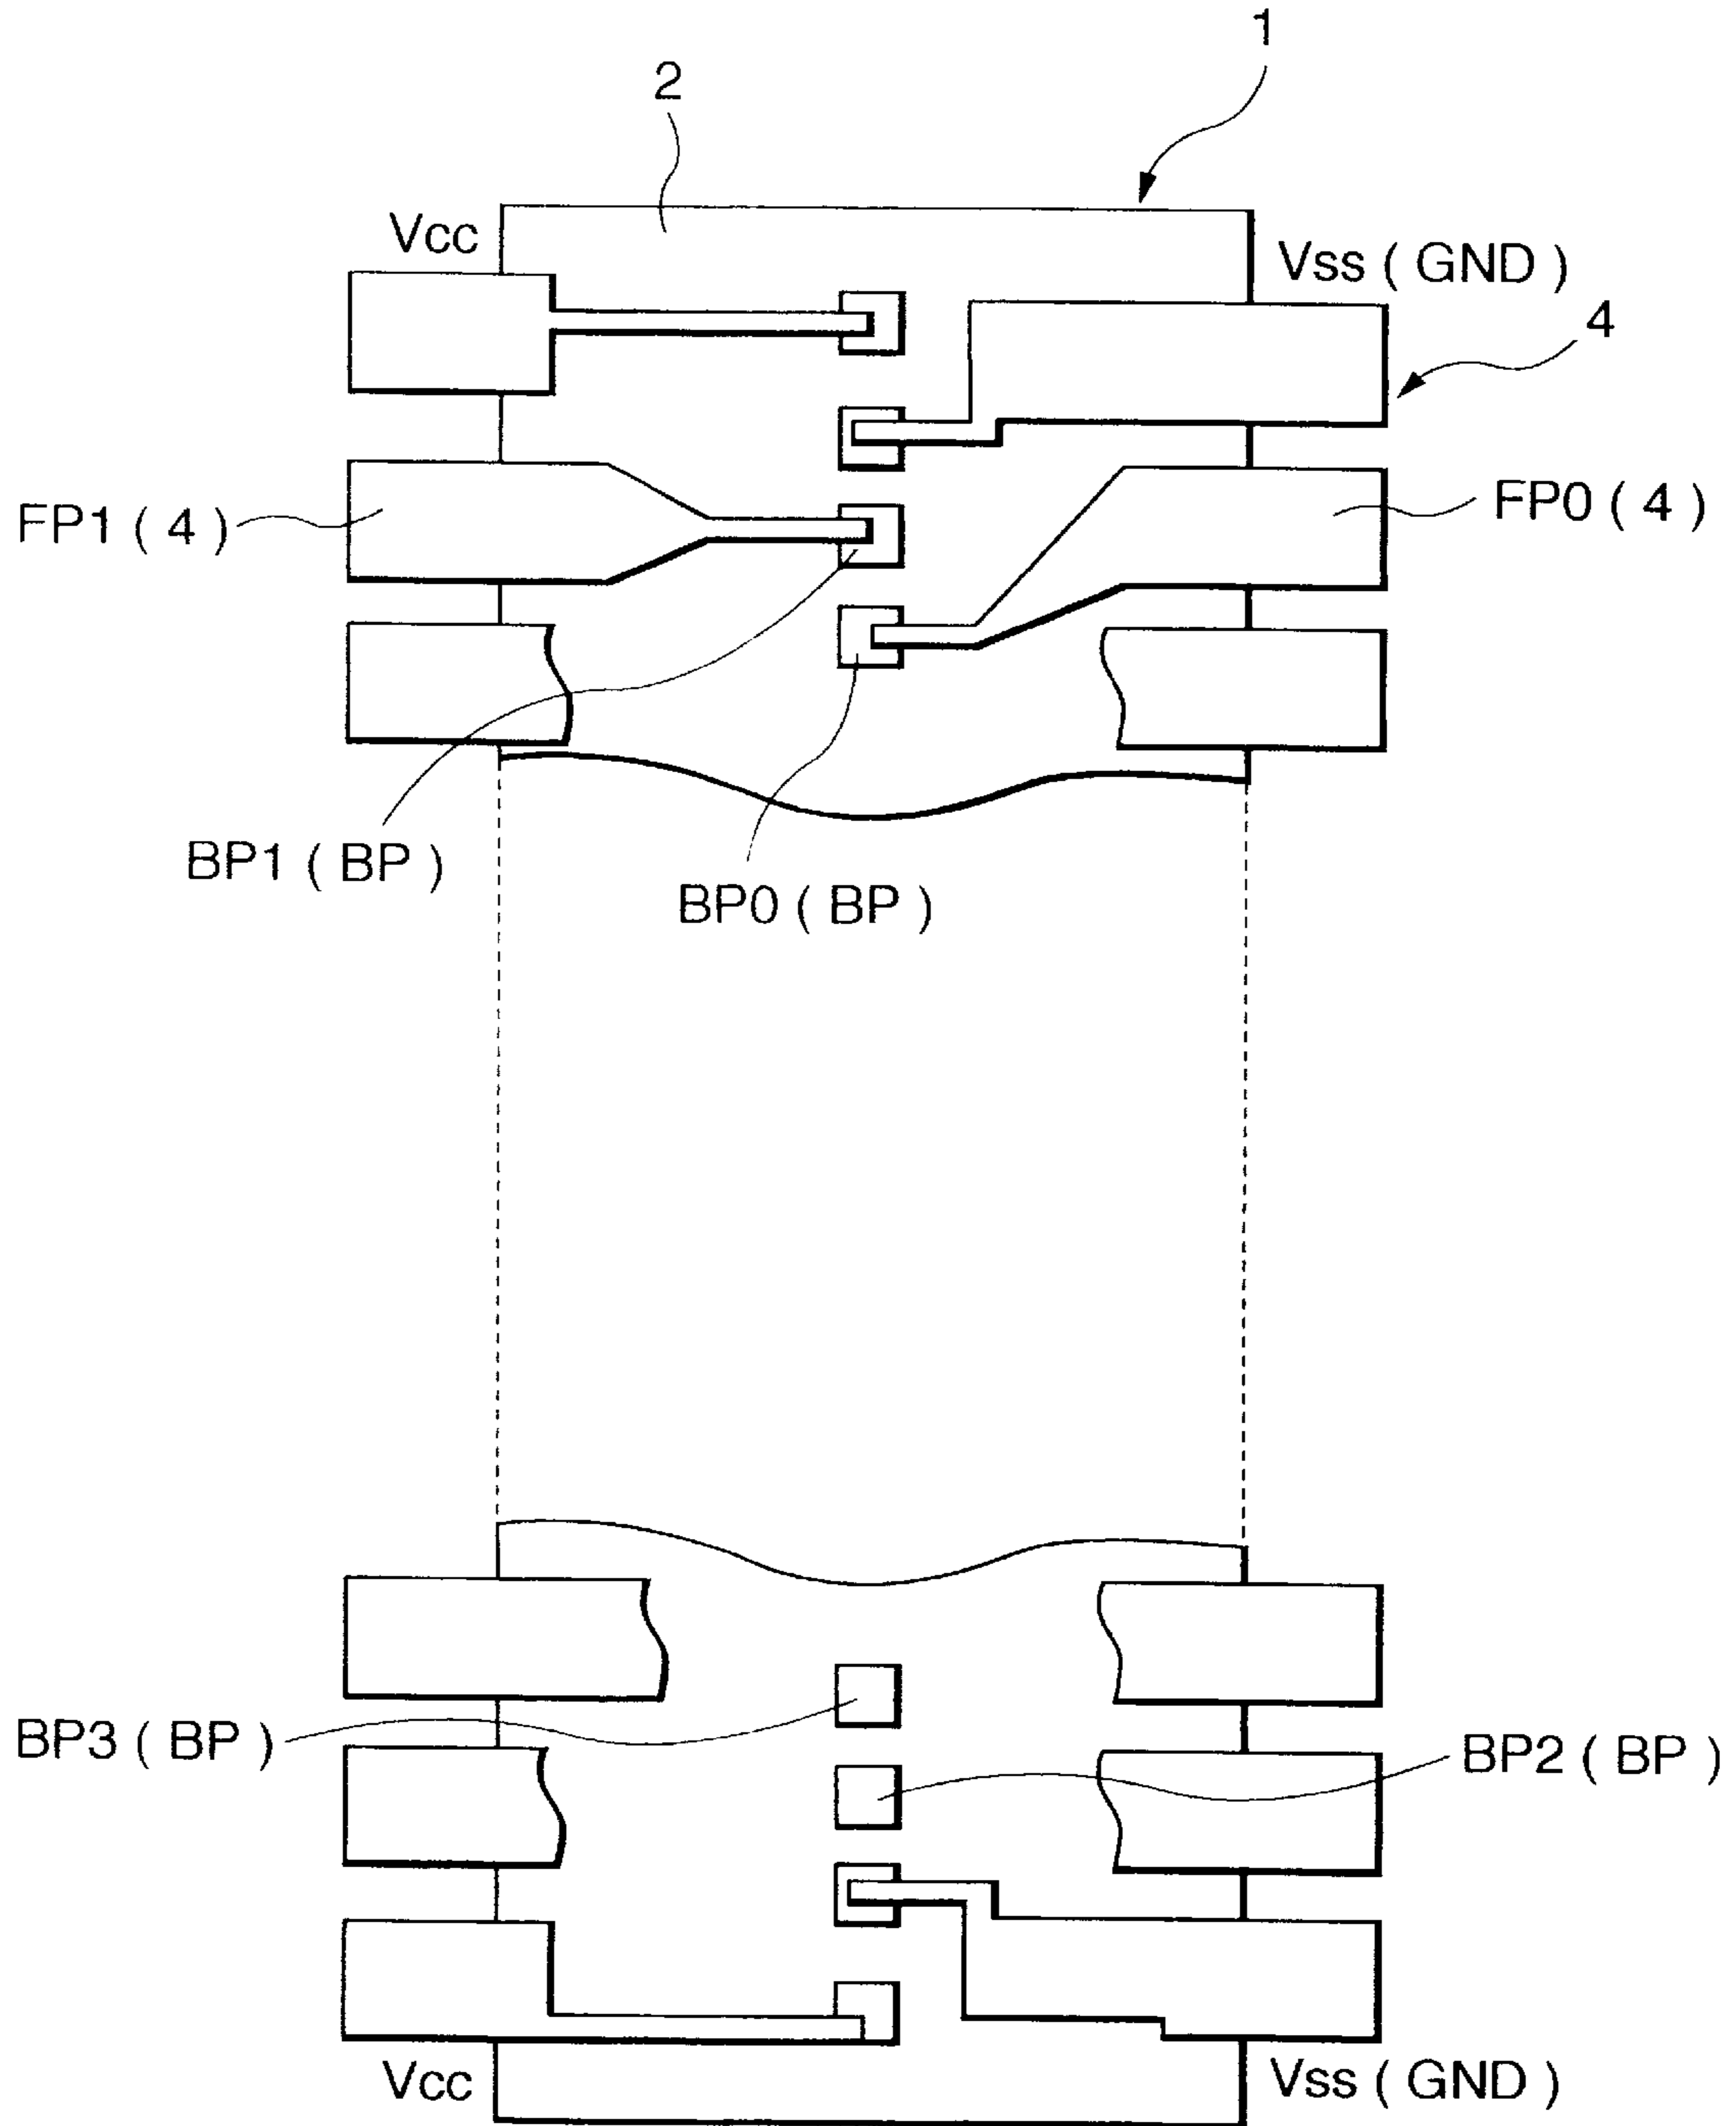 1
2
Vcc
Vss ( GND )
4
FP1 ( 4 )
FP0 ( 4 )
BP1 ( BP )
BP0 ( BP )
BP3 ( BP )
BP2 ( BP )
Vcc
Vss ( GND )